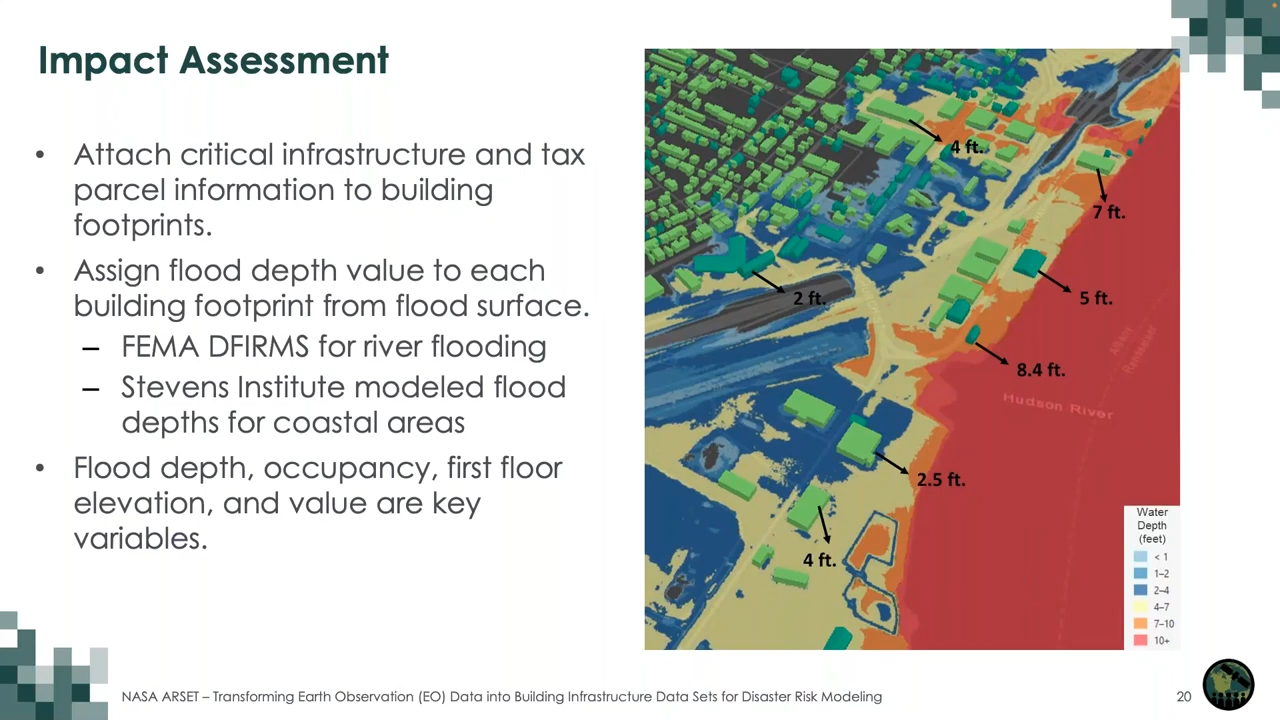 Impact Assessment
• Attach critical infrastructure and tax
parcel information to building
footprints.
• Assign flood depth value to each
building footprint from flood surface.
– FEMA DFIRMS for river flooding
– Stevens Institute modeled flood
depths for coastal areas
• Flood depth, occupancy, first floor
elevation, and value are key
variables.
4 ft.
7 ft.
2 ft.
5 ft.
8.4 ft.
Hudson River
2.5 ft.
4 ft.
Water
Depth
(feet)
< 1
1–2
2–4
4–7
7–10
10+
NASA ARSET – Transforming Earth Observation (EO) Data into Building Infrastructure Data Sets for Disaster Risk Modeling
20